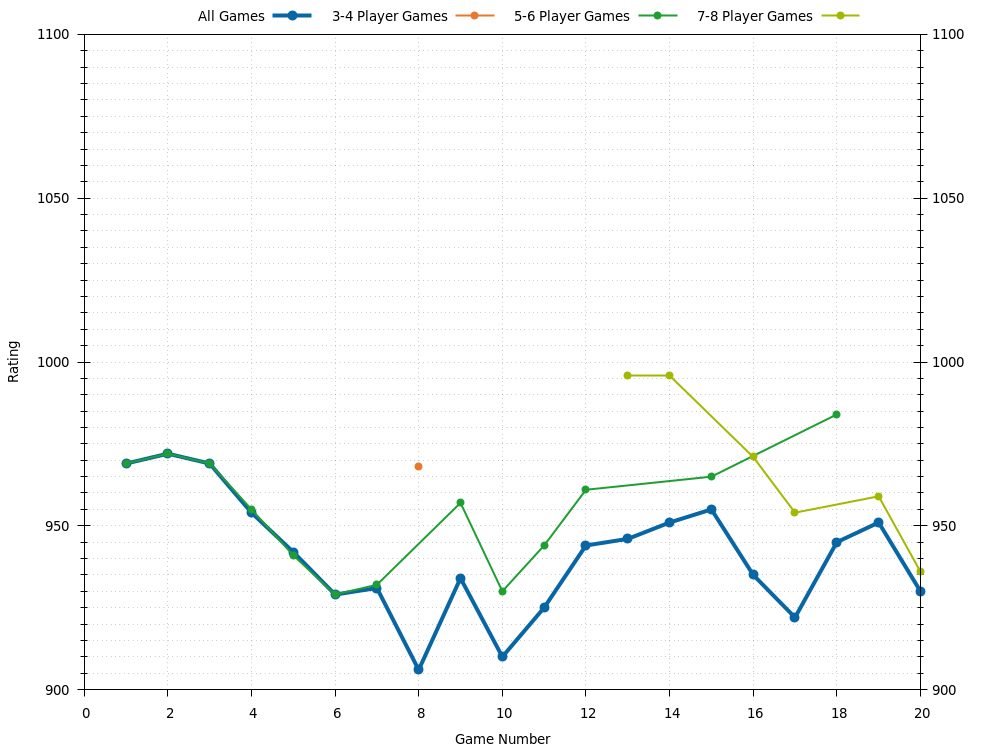 All Games 3-4 Player Games 5-6 Player Games 7-8 Player Games
1100 1100
1050 1050
1000 1000
Rating
950 950
900 900
0 2 4 6 8 10 12 14 16 18 20
Game Number